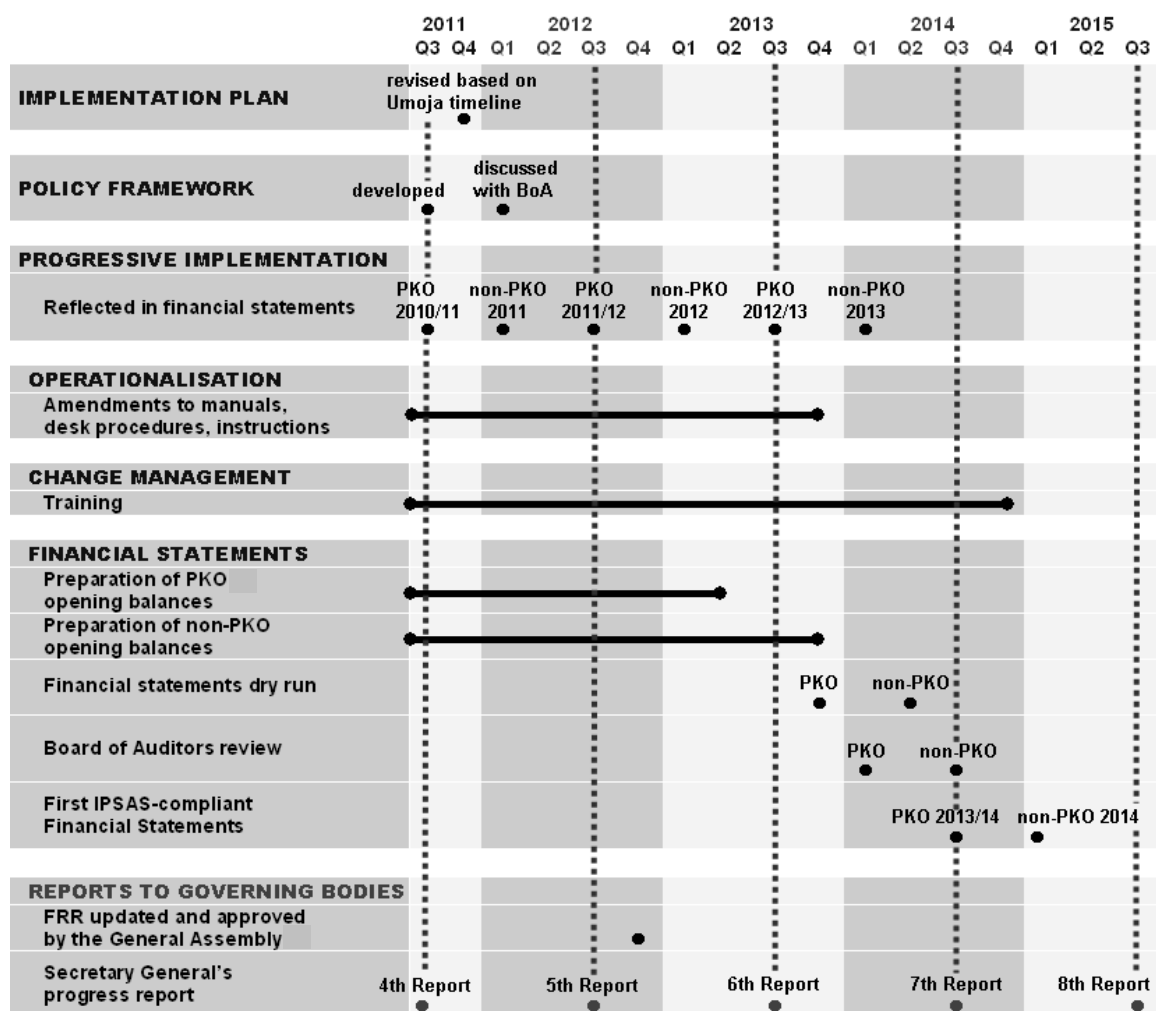 2011 2012 2013 2014 2015
Q3 Q4 Q1 Q2 Q3 Q4 Q1 Q2 Q3 Q4 Q1 Q2 Q3 Q4 Q1 Q2 Q3
IMPLEMENTATION PLAN
revised based on
Umoja timeline
POLICY FRAMEWORK
developed
discussed
with BoA
PROGRESSIVE IMPLEMENTATION
Reflected in financial statements
PKO
2010/11
non-PKO
2011
PKO
2011/12
non-PKO
2012
PKO
2012/13
non-PKO
2013
OPERATIONALISATION
Amendments to manuals,
desk procedures, instructions
CHANGE MANAGEMENT
Training
FINANCIAL STATEMENTS
Preparation of PKO
opening balances
Preparation of non-PKO
opening balances
Financial statements dry run
PKO non-PKO
Board of Auditors review
PKO non-PKO
First IPSAS-compliant
Financial Statements
PKO 2013/14 non-PKO 2014
REPORTS TO GOVERNING BODIES
FRR updated and approved
by the General Assembly
Secretary General's
progress report
4th Report 5th Report 6th Report 7th Report 8th Report